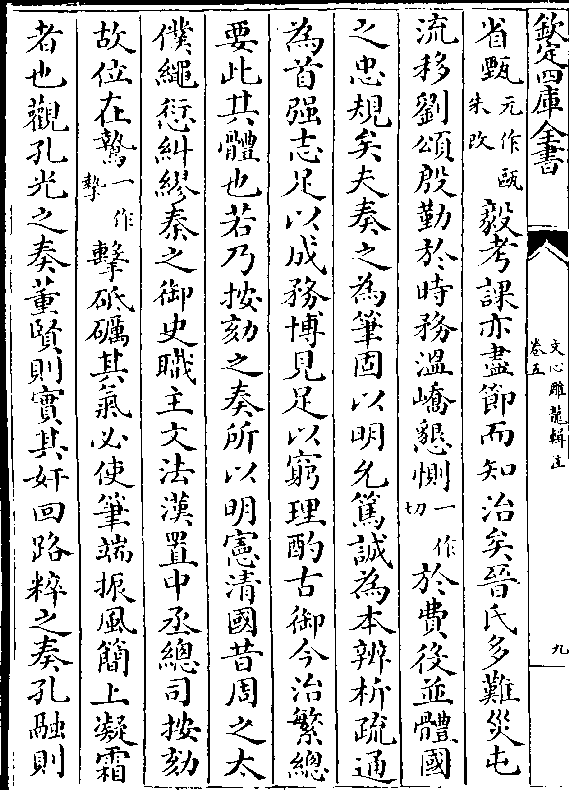 欽定四庫全書
文心雕龍輯注
卷五
九
省甄元作甌朱改毅考課亦盡節而知治矣晉氏多難災屯
流移劉頌殷勤於時務溫嶠懇惻一作切於費役並體國
之忠規矣夫奏之為筆固以明允篤誠為本辨析疏通
為首强志足以成務博見足以窮理酌古御今治繁總
要此其體也若乃按劾之奏所以明憲清國昔周之太
僕繩愆糾繆秦之御史職主文法漢置中丞總司按劾
故位在鷙一作摯擊砥礪其氣必使筆端振風簡上凝霜
者也觀孔光之奏董賢則實其奸回路粹之奏孔融則